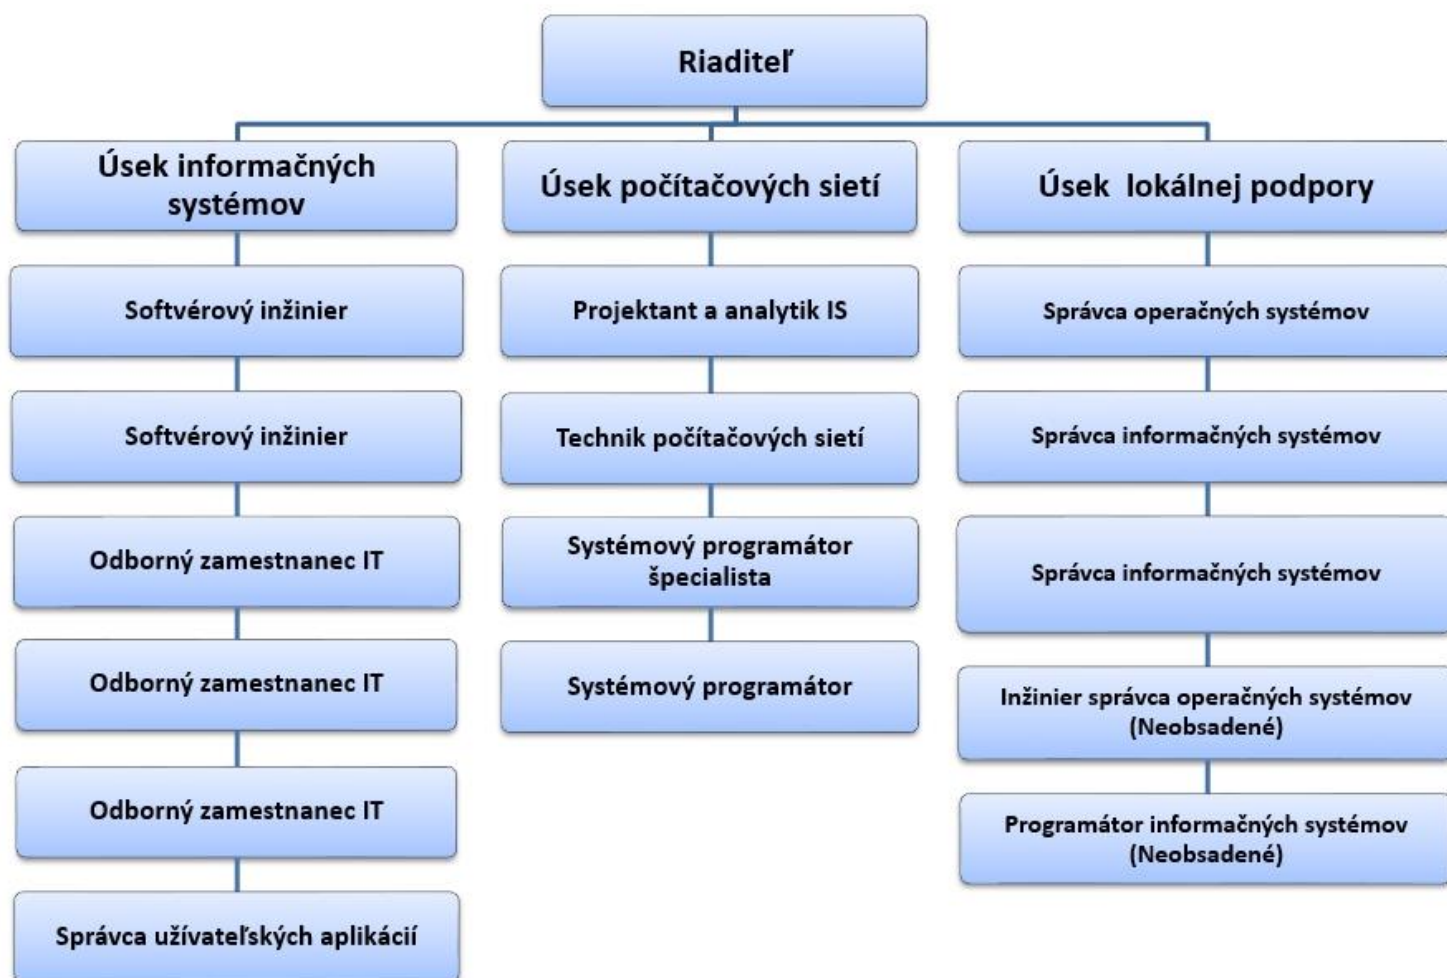 Riaditeľ
Úsek informačných
systémov
Softvérový inžinier
Softvérový inžinier
Odborný zamestnanec IT
Odborný zamestnanec IT
Odborný zamestnanec IT
Správca užívateľských aplikácií
Úsek počítačových sietí
Projektant a analytik IS
Technik počítačových sietí
Systémový programátor
špecialista
Systémový programátor
Úsek lokálnej podpory
Správca operačných systémov
Správca informačných systémov
Správca informačných systémov
Inžinier správca operačných systémov
(Neobsadené)
Programátor informačných systémov
(Neobsadené)